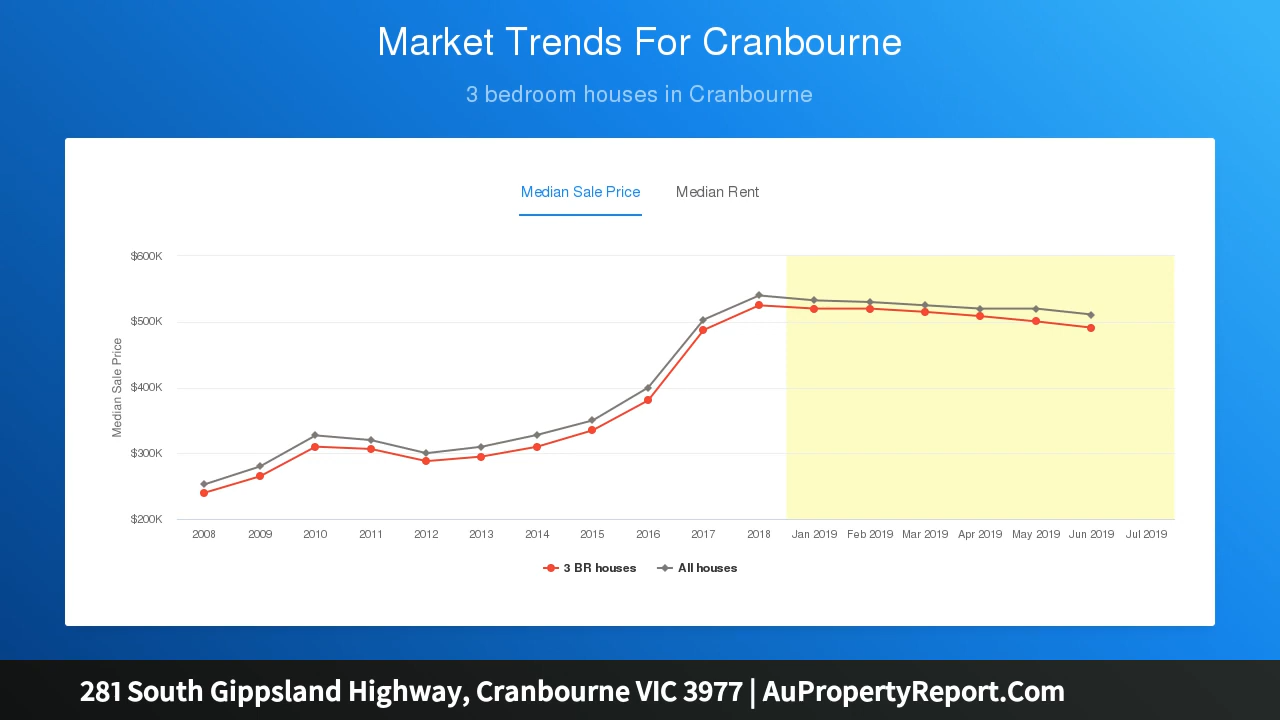 Market Trends For Cranbourne
3 bedroom houses in Cranbourne
Median Sale Price Median Rent
Median Sale Price
$600K
$500K
$400K
$300K
$200K
2008 2009 2010 2011 2012 2013 2014 2015 2016 2017 2018 Jan 2019 Feb 2019 Mar 2019 Apr 2019 May 2019 Jun 2019 Jul 2019
3 BR houses All houses
281 South Gippsland Highway, Cranbourne VIC 3977 | AuPropertyReport.Com